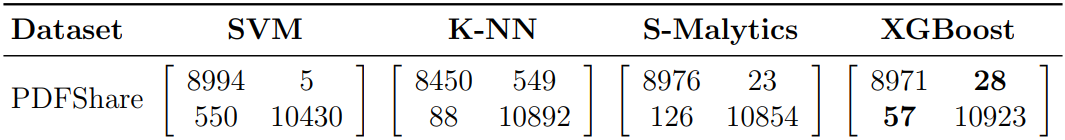 Dataset SVM K-NN S-Malytics XGBoost
8994 5 8450 549 8976 23 8971 28
PDFShare
550 10430 88 10892 126 10854 57 10923